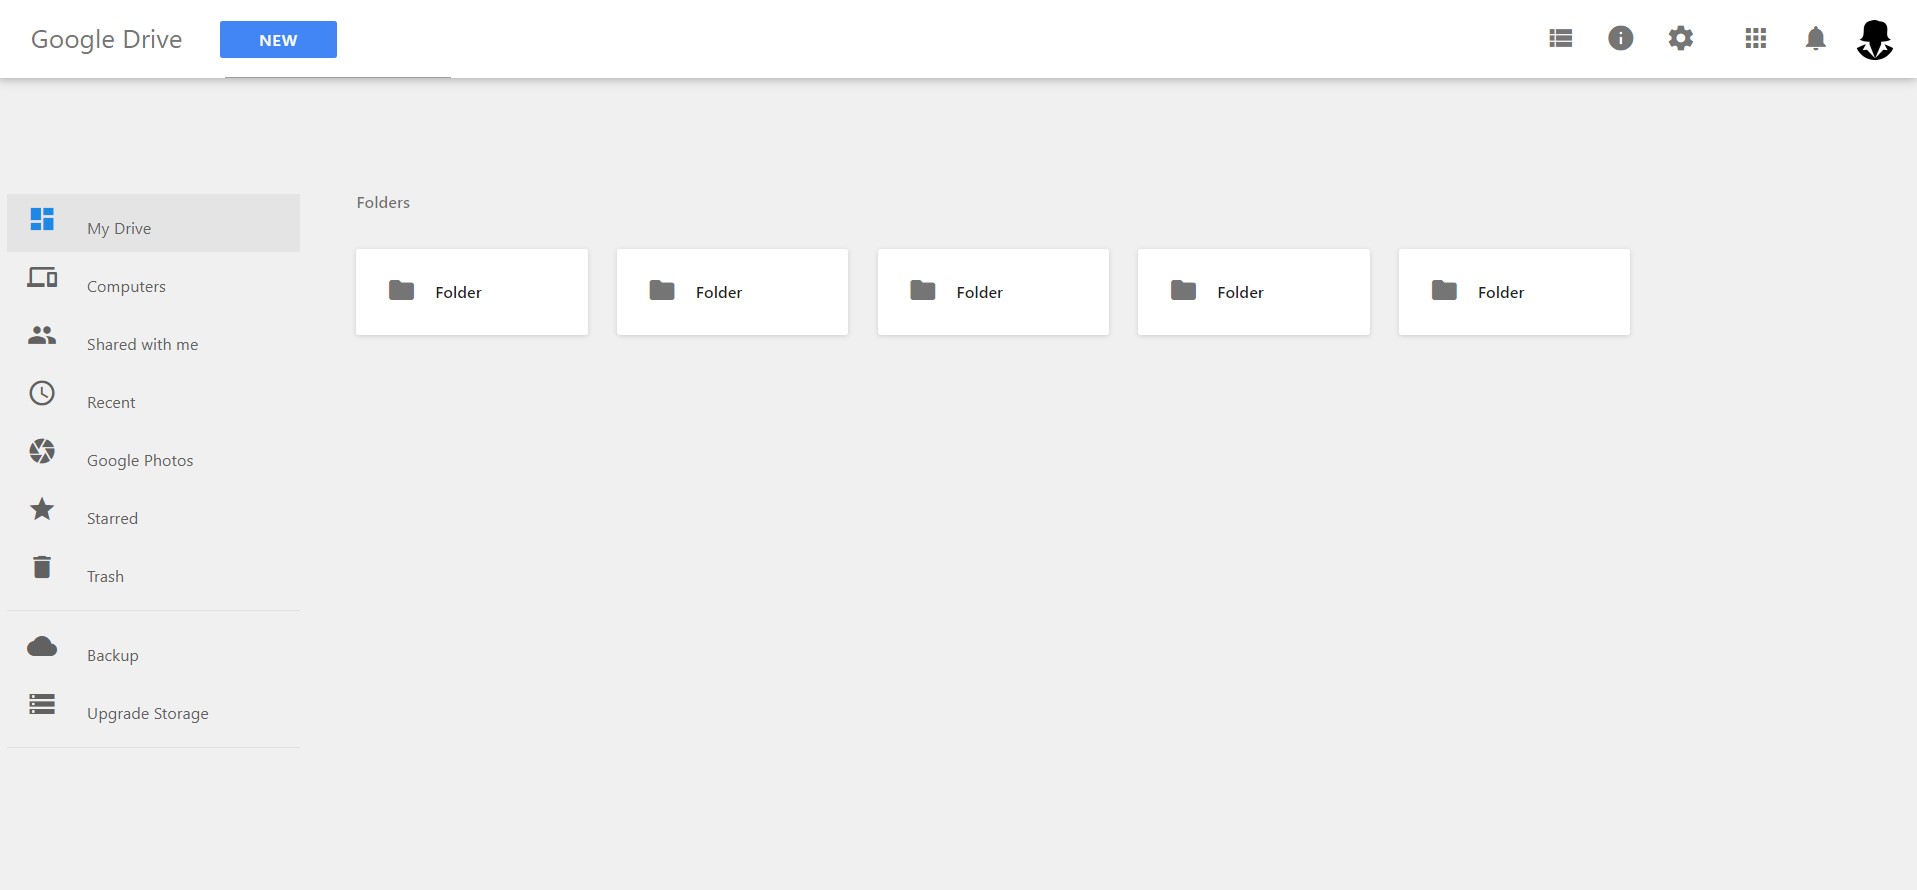 Google Drive
NEW
My Drive
Computers
Shared with me
Recent
Google Photos
Starred
Trash
Backup
Upgrade Storage
Folders
Folder
Folder
Folder
Folder
Folder